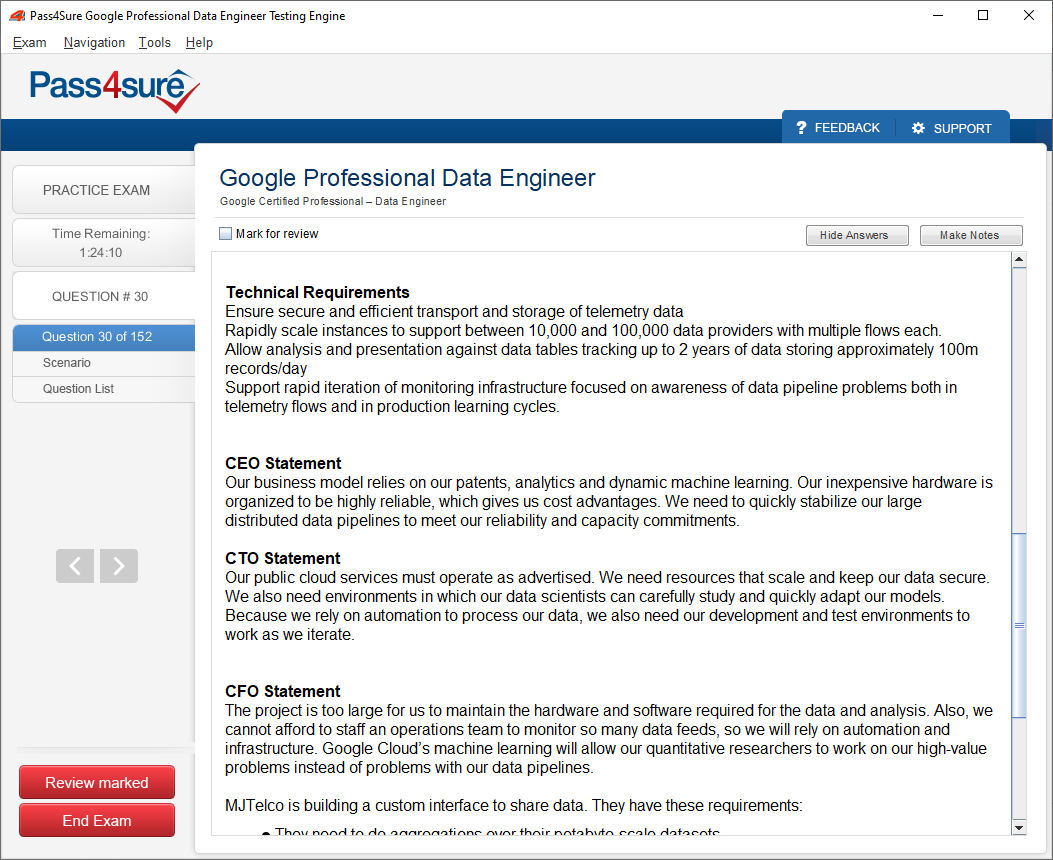 Pass4Sure Google Professional Data Engineer Testing Engine
Exam Navigation Tools Help
Pass4sure
? FEEDBACK SUPPORT
PRACTICE EXAM
Time Remaining:
1:24:10
QUESTION # 30
Question 30 of 152
Scenario
Question List
Review marked
End Exam
Google Professional Data Engineer
Google Certified Professional – Data Engineer
Mark for review
Hide Answers
Make Notes
Technical Requirements
Ensure secure and efficient transport and storage of telemetry data
Rapidly scale instances to support between 10,000 and 100,000 data providers with multiple flows each.
Allow analysis and presentation against data tables tracking up to 2 years of data storing approximately 100m
records/day
Support rapid iteration of monitoring infrastructure focused on awareness of data pipeline problems both in
telemetry flows and in production learning cycles.
CEO Statement
Our business model relies on our patents, analytics and dynamic machine learning. Our inexpensive hardware is
organized to be highly reliable, which gives us cost advantages. We need to quickly stabilize our large
distributed data pipelines to meet our reliability and capacity commitments.
CTO Statement
Our public cloud services must operate as advertised. We need resources that scale and keep our data secure.
We also need environments in which our data scientists can carefully study and quickly adapt our models.
Because we rely on automation to process our data, we also need our development and test environments to
work as we iterate.
CFO Statement
The project is too large for us to maintain the hardware and software required for the data and analysis. Also, we
cannot afford to staff an operations team to monitor so many data feeds, so we will rely on automation and
infrastructure. Google Cloud’s machine learning will allow our quantitative researchers to work on our high-value
problems instead of problems with our data pipelines.
MJTelco is building a custom interface to share data. They have these requirements:
● They need to do aggregations over their petabyte-scale datasets.